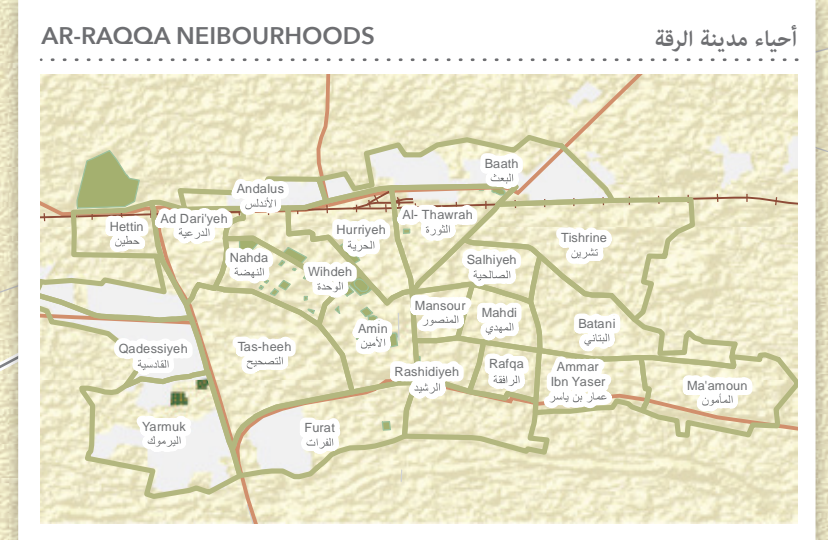 AR-RAQQA NEIBOURHOODS
أحياء مدينة الرقة
Baath
البعث
Andalus
الأندلس
Ad Dari'yeh
الدرعية
Al- Thawrah
الثورة
Hettin
حطين
Hurriyeh
الحرية
Tishrine
تشرين
Nahda
النهضة
Wihdeh
الوحدة
Salhiyeh
الصالحية
Mansour
المنصور
Mahdi
المهدي
Amin
الأمين
Batani
البتاني
Qadessiyeh
القادسية
Tas-heeh
التصحيح
Rashidiyeh
الرشيد
Rafqa
الرافقة
Ammar
Ibn Yaser
عمار بن ياسر
Ma'amoun
المأمون
Yarmuk
اليرموك
Furat
الفرات